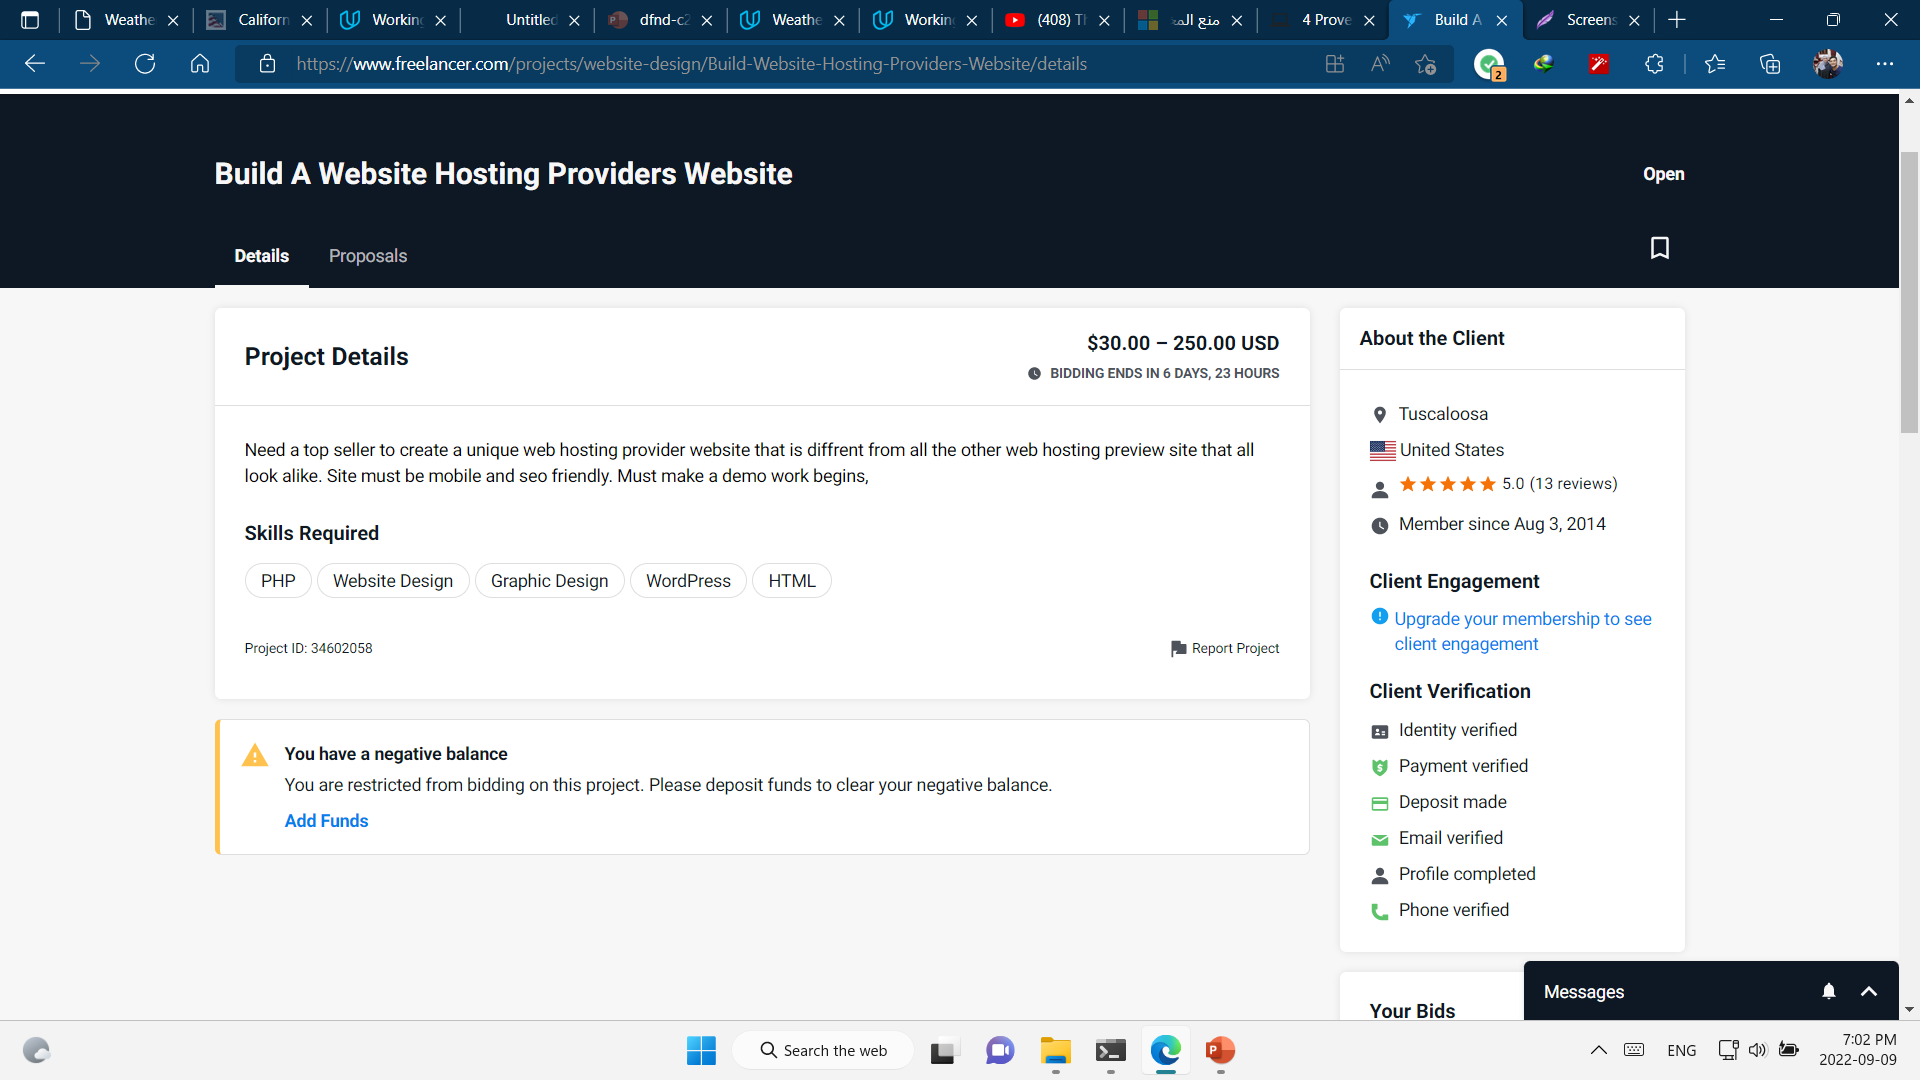 Weathe
Californ
Working
Untitled
dfnd-c2
Weathe
Working
(408) Th
منع الم
4 Prove
Build A
Screens
https://www.freelancer.com/projects/website-design/Build-Website-Hosting-Providers-Website/details
2
Build A Website Hosting Providers Website
Open
Details
Proposals
Project Details
$30.00 – 250.00 USD
BIDDING ENDS IN 6 DAYS, 23 HOURS
Need a top seller to create a unique web hosting provider website that is diffrent from all the other web hosting preview site that all
look alike. Site must be mobile and seo friendly. Must make a demo work begins,
Skills Required
PHP
Website Design
Graphic Design
WordPress
HTML
Project ID: 34602058
Report Project
You have a negative balance
You are restricted from bidding on this project. Please deposit funds to clear your negative balance.
Add Funds
About the Client
Tuscaloosa
United States
5.0 (13 reviews)
Member since Aug 3, 2014
Client Engagement
Upgrade your membership to see
client engagement
Client Verification
Identity verified
Payment verified
Deposit made
Email verified
Profile completed
Phone verified
Your Bids
Messages
Search the web
ENG
7:02 PM
2022-09-09